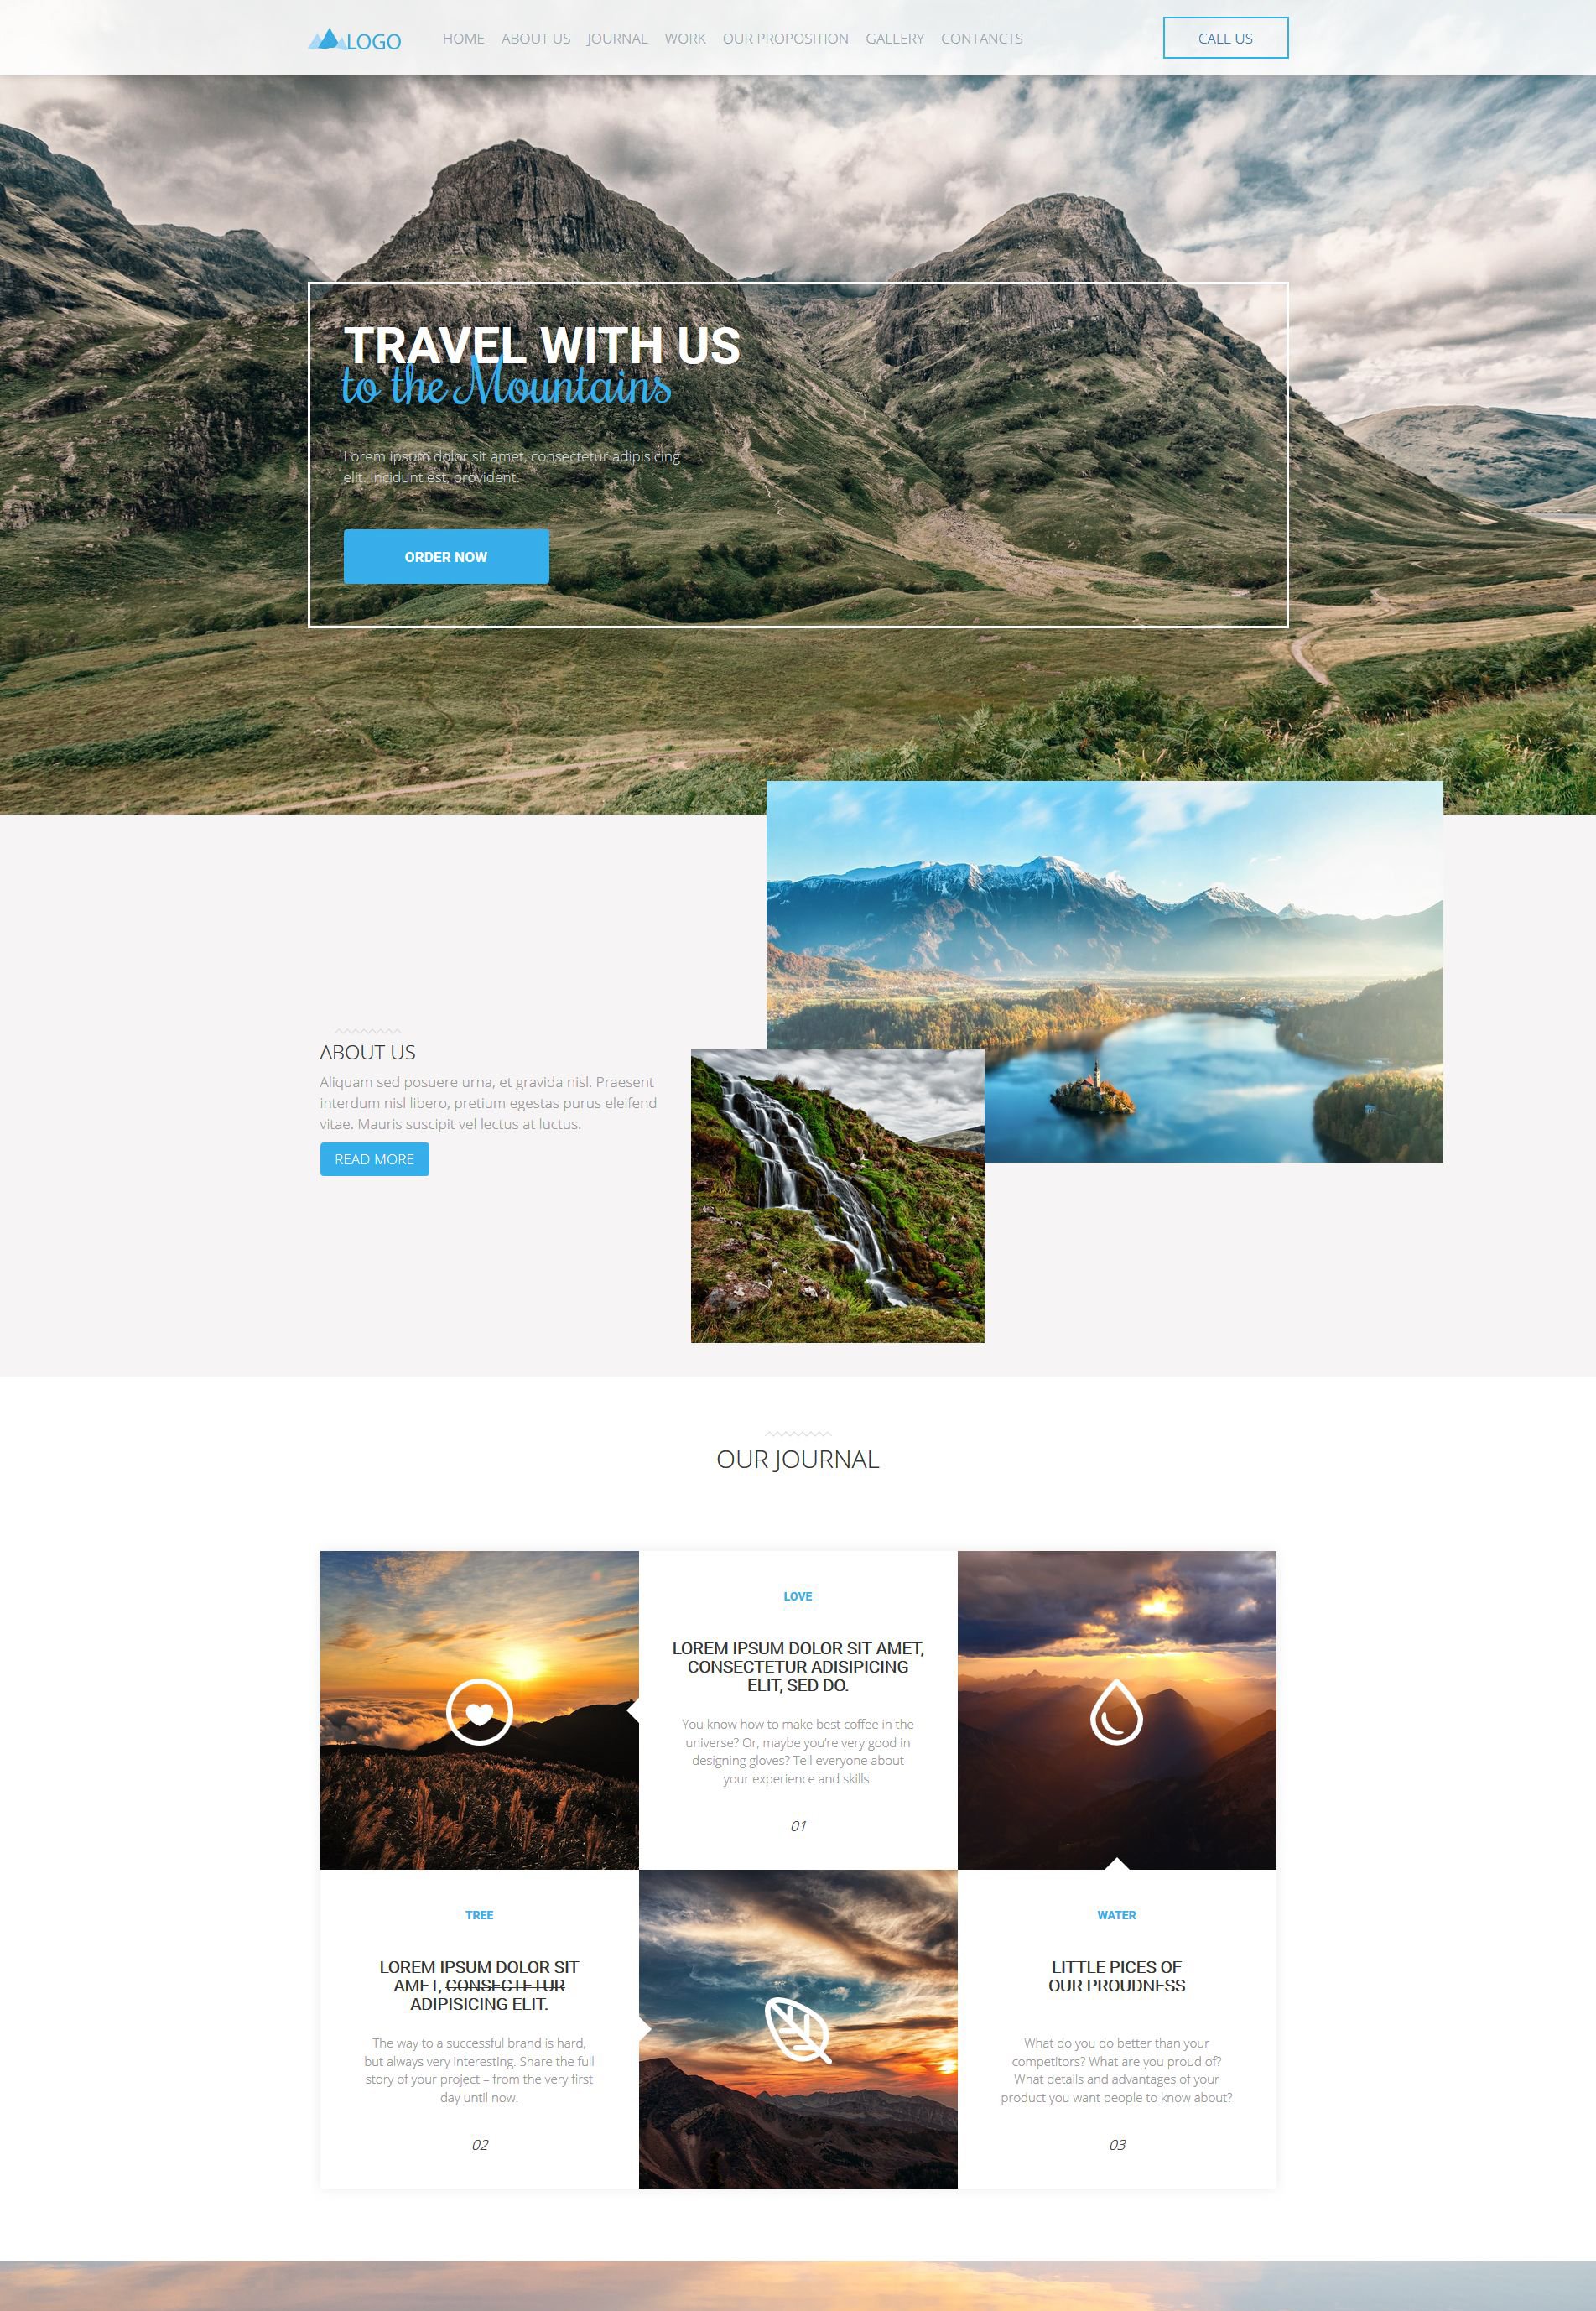 LOGO
HOME ABOUT US JOURNAL WORK OUR PROPOSITION GALLERY CONTANCTS
CALL US
TRAVEL WITH US
to the Mountains
Lorem ipsum dolor sit amet, consectetur adipisicing
elit. Incidunt est, provident.
ORDER NOW
ABOUT US
Aliquam sed posuere urna, et gravida nisl. Praesent
interdum nisl libero, pretium egestas purus eleifend
vitae. Mauris suscipit vel lectus at luctus.
READ MORE
OUR JOURNAL
LOVE
LOREM IPSUM DOLOR SIT AMET,
CONSECTETUR ADISIPICING
ELIT, SED DO.
You know how to make best coffee in the
universe? Or, maybe you're very good in
designing gloves? Tell everyone about
your experience and skills.
01
TREE
LOREM IPSUM DOLOR SIT
AMET, CONSECTETUR
ADIPISICING ELIT.
The way to a successful brand is hard,
but always very interesting. Share the full
story of your project – from the very first
day until now.
02
WATER
LITTLE PICES OF
OUR PROUDNESS
What do you do better than your
competitors? What are you proud of?
What details and advantages of your
product you want people to know about?
03